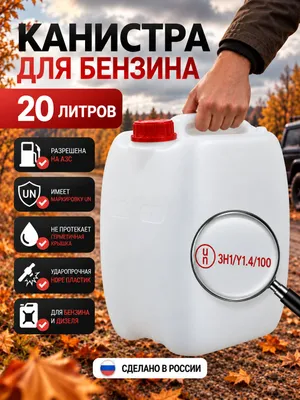 КАНИСТРА
ДЛЯ БЕНЗИНА
20 ЛИТРОВ
РАЗРЕШЕНА
НА АЗС
UN
ИМЕЕТ
МАРКИРОВКУ UN
НЕ ПРОТЕКАЕТ
ГЕРМЕТИЧНАЯ
КРЫШКА
УДАРОПРОЧНАЯ
HDPE ПЛАСТИК
ДЛЯ БЕНЗИНА
И ДИЗЕЛЯ
un
3H1/Y1.4/100
СДЕЛАНО В РОССИИ